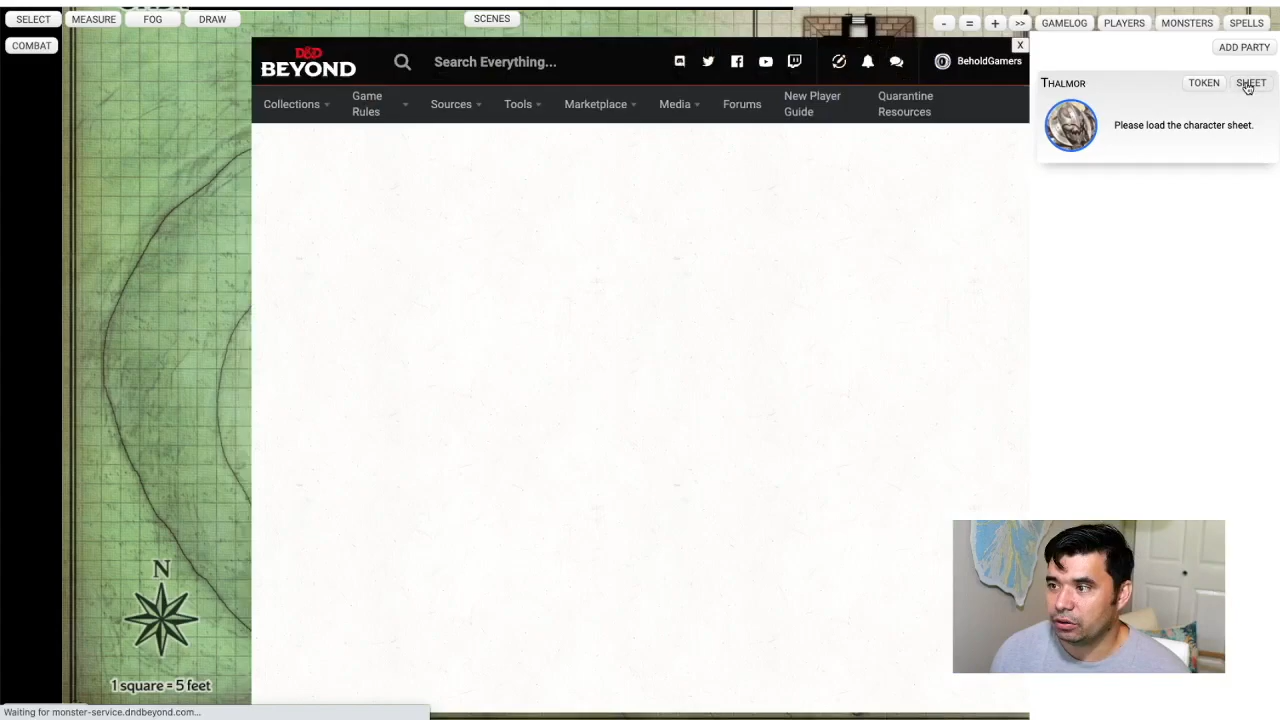 SELECT MEASURE FOG DRAW SCENES - = + >> GAMELOG PLAYERS MONSTERS SPELLS
COMBAT X ADD PARTY
D&D
BEYOND Search Everything... BeholdGamers
THALMOR TOKEN SHEET
Please load the character sheet.
Collections Game Rules Sources Tools Marketplace Media Forums New Player Guide Quarantine Resources
N
1 square = 5 feet
Waiting for monster-service.dndbeyond.com...